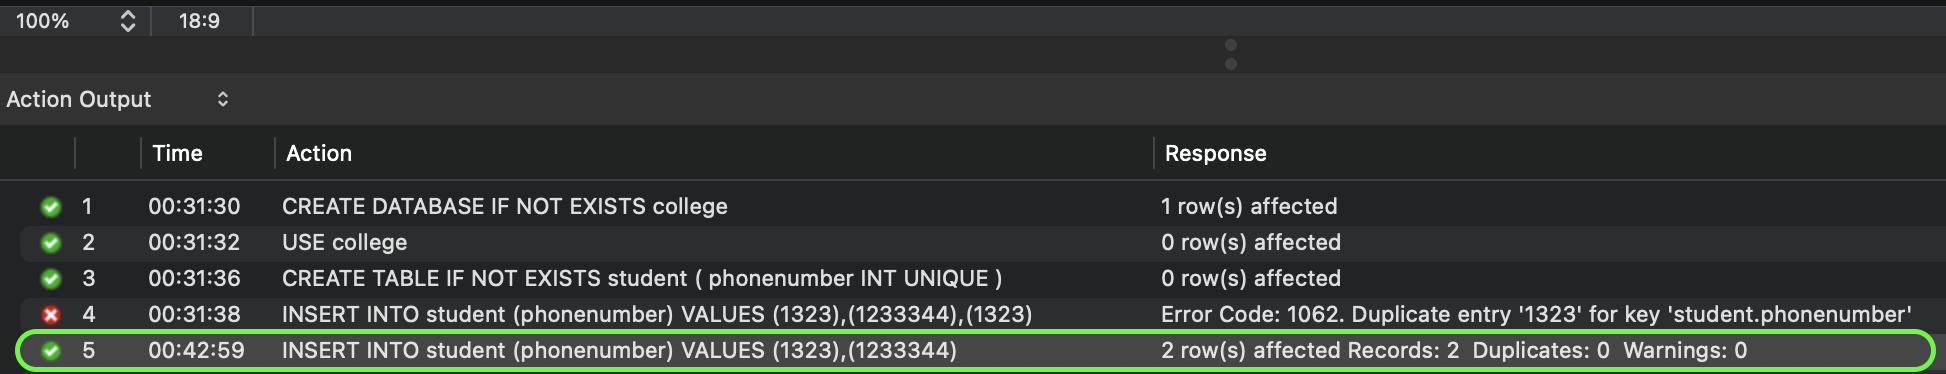 100% 18:9
Action Output
Time Action Response
1 00:31:30 CREATE DATABASE IF NOT EXISTS college 1 row(s) affected
2 00:31:32 USE college 0 row(s) affected
3 00:31:36 CREATE TABLE IF NOT EXISTS student ( phonenumber INT UNIQUE ) 0 row(s) affected
4 00:31:38 INSERT INTO student (phonenumber) VALUES (1323),(1233344),(1323) Error Code: 1062. Duplicate entry '1323' for key 'student.phonenumber'
5 00:42:59 INSERT INTO student (phonenumber) VALUES (1323),(1233344) 2 row(s) affected Records: 2  Duplicates: 0  Warnings: 0